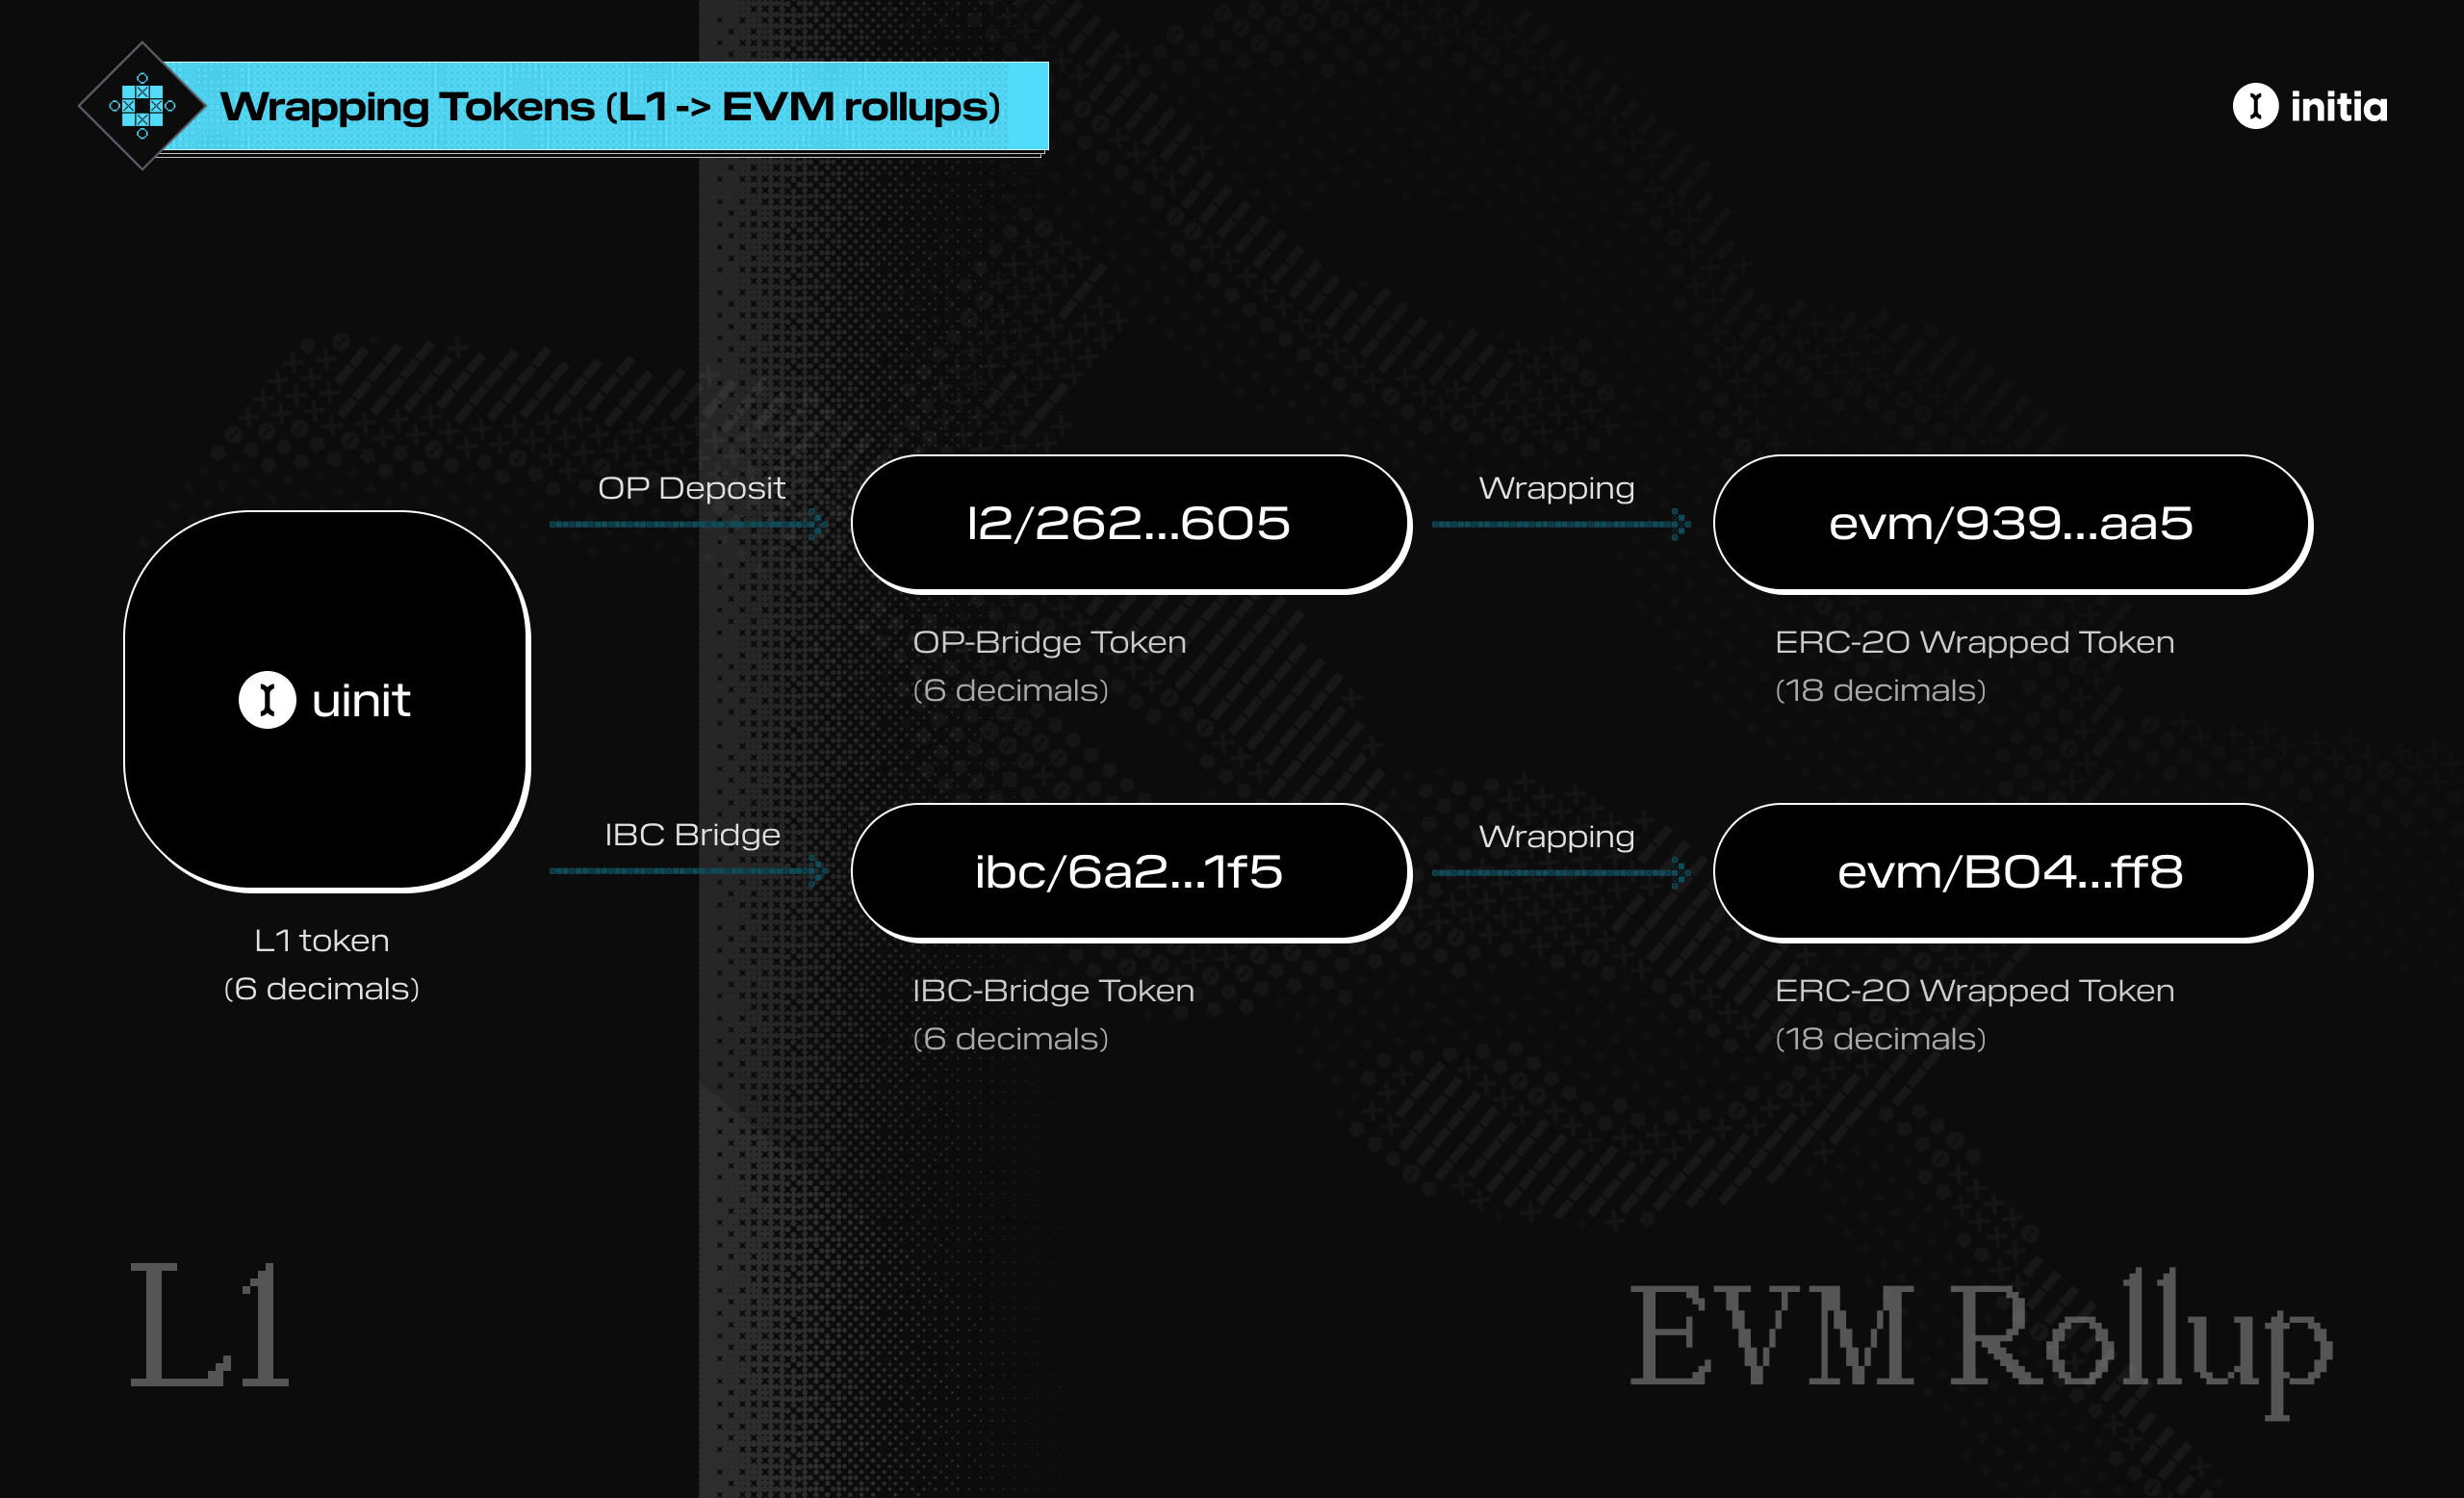 Wrapping Tokens (L1 -> EVM rollups)
initia
uinit
L1 token
(6 decimals)
OP Deposit
l2/262...605
OP-Bridge Token
(6 decimals)
Wrapping
evm/939...aa5
ERC-20 Wrapped Token
(18 decimals)
IBC Bridge
ibc/6a2...1f5
IBC-Bridge Token
(6 decimals)
Wrapping
evm/B04...ff8
ERC-20 Wrapped Token
(18 decimals)
L1
EVM Rollup